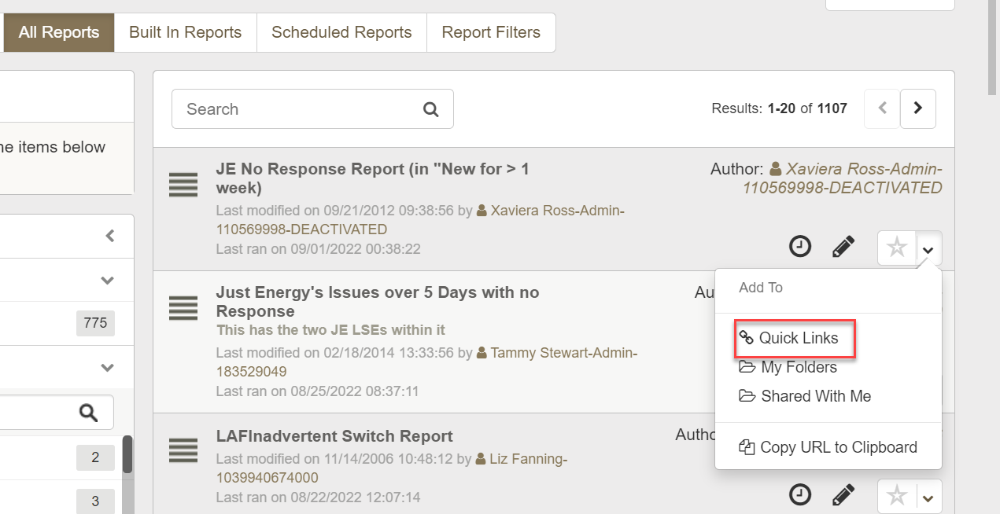 All Reports
Built In Reports
Scheduled Reports
Report Filters
items below
775
2
3
Search
Results: 1-20 of 1107
JE No Response Report (in "New for > 1
week)
Last modified on 09/21/2012 09:38:56 by Xaviera Ross-Admin-
110569998-DEACTIVATED
Last ran on 09/01/2022 00:38:22
Author: Xaviera Ross-Admin-
110569998-DEACTIVATED
Just Energy's Issues over 5 Days with no
Response
This has the two JE LSEs within it
Last modified on 02/18/2014 13:33:56 by Tammy Stewart-Admin-
183529049
Last ran on 08/25/2022 08:37:11
LAFInadvertent Switch Report
Last modified on 11/14/2006 10:48:12 by Liz Fanning-
1039940674000
Last ran on 08/22/2022 12:07:14
Add To
Quick Links
My Folders
Shared With Me
Copy URL to Clipboard